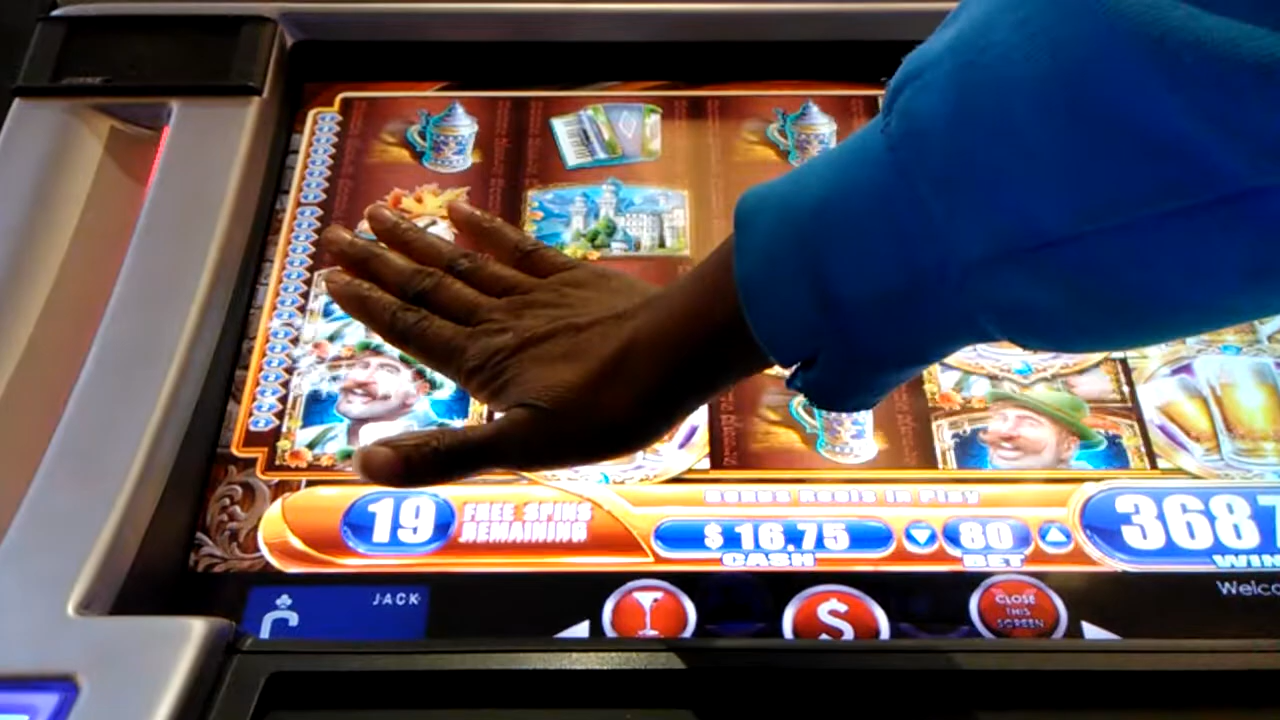 19
FREE SPINS
REMAINING
BONUS REELS IN PLAY
$ 16.75
CASH
80
BET
3687
WIN
Welco
JACK
$
CLOSE
THIS
SCREEN